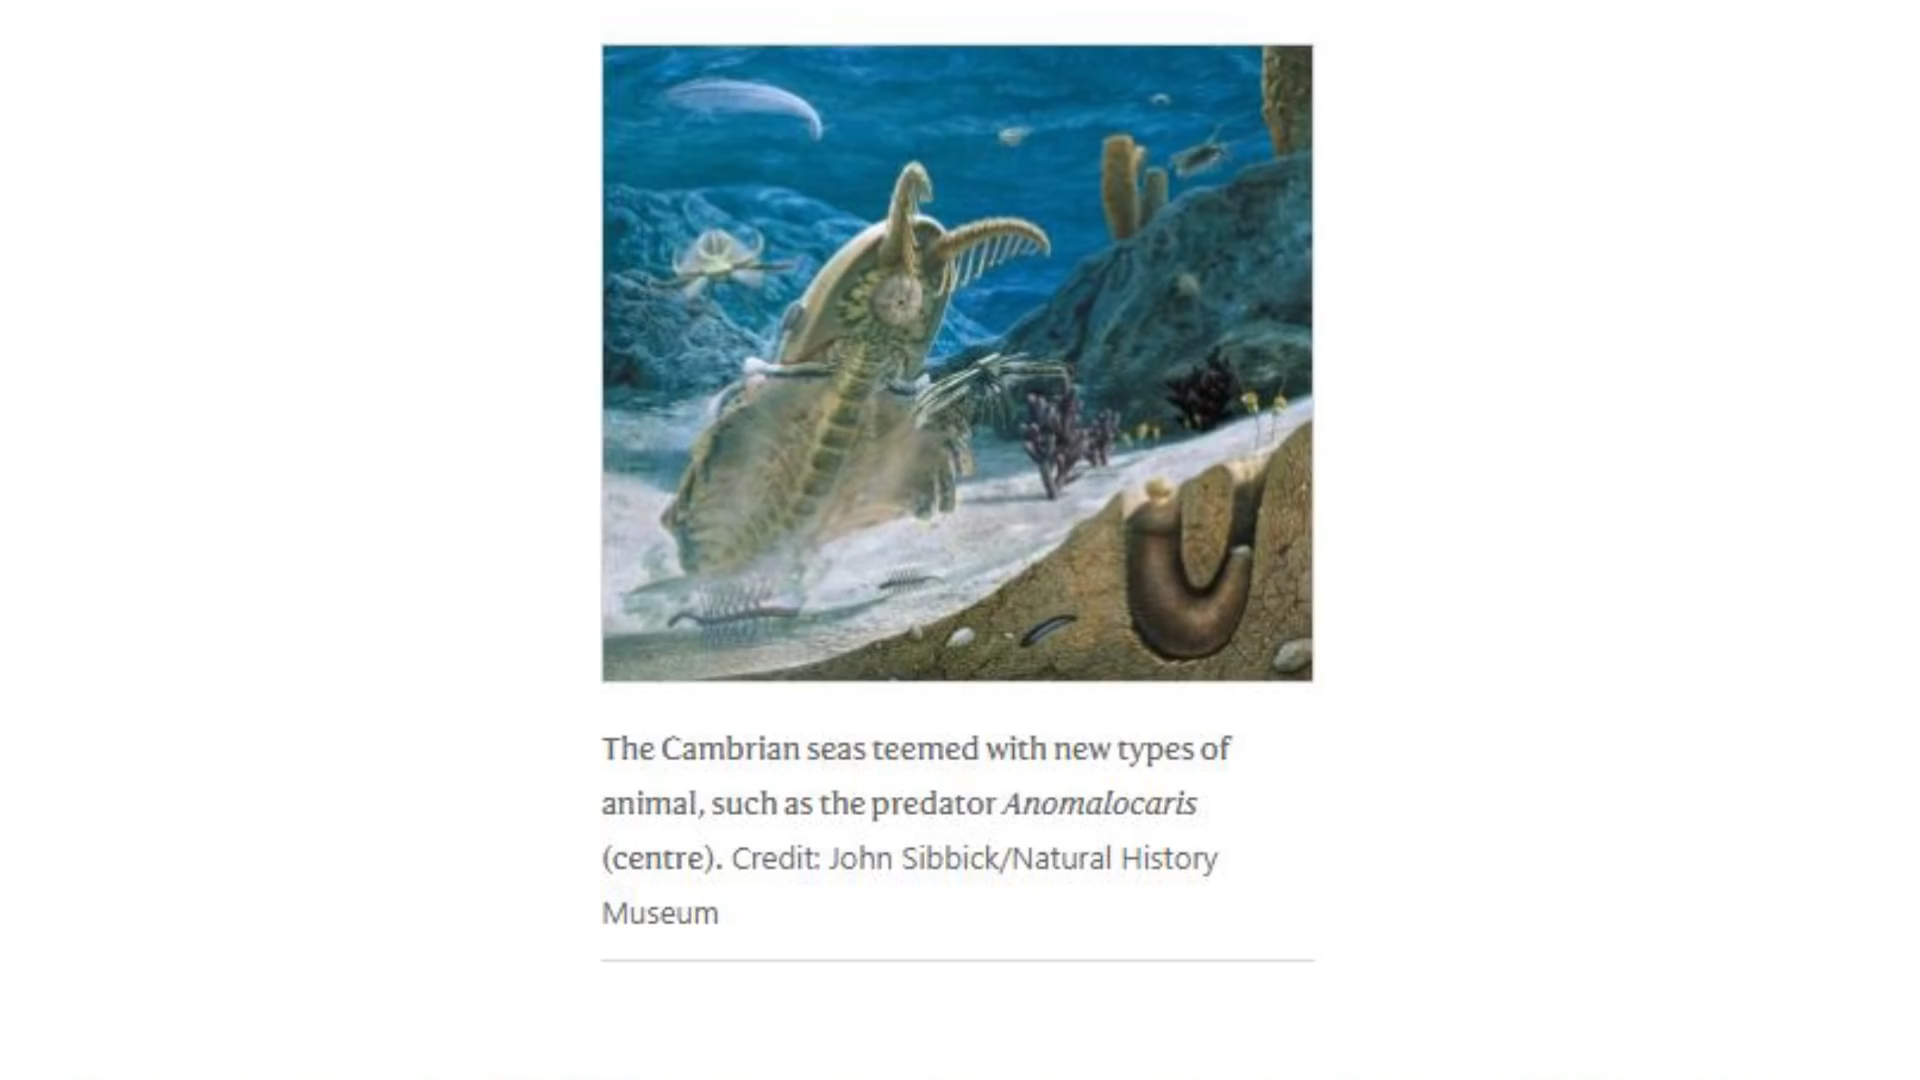 The Cambrian seas teemed with new types of
animal, such as the predator Anomalocaris
(centre). Credit: John Sibbick/Natural History
Museum